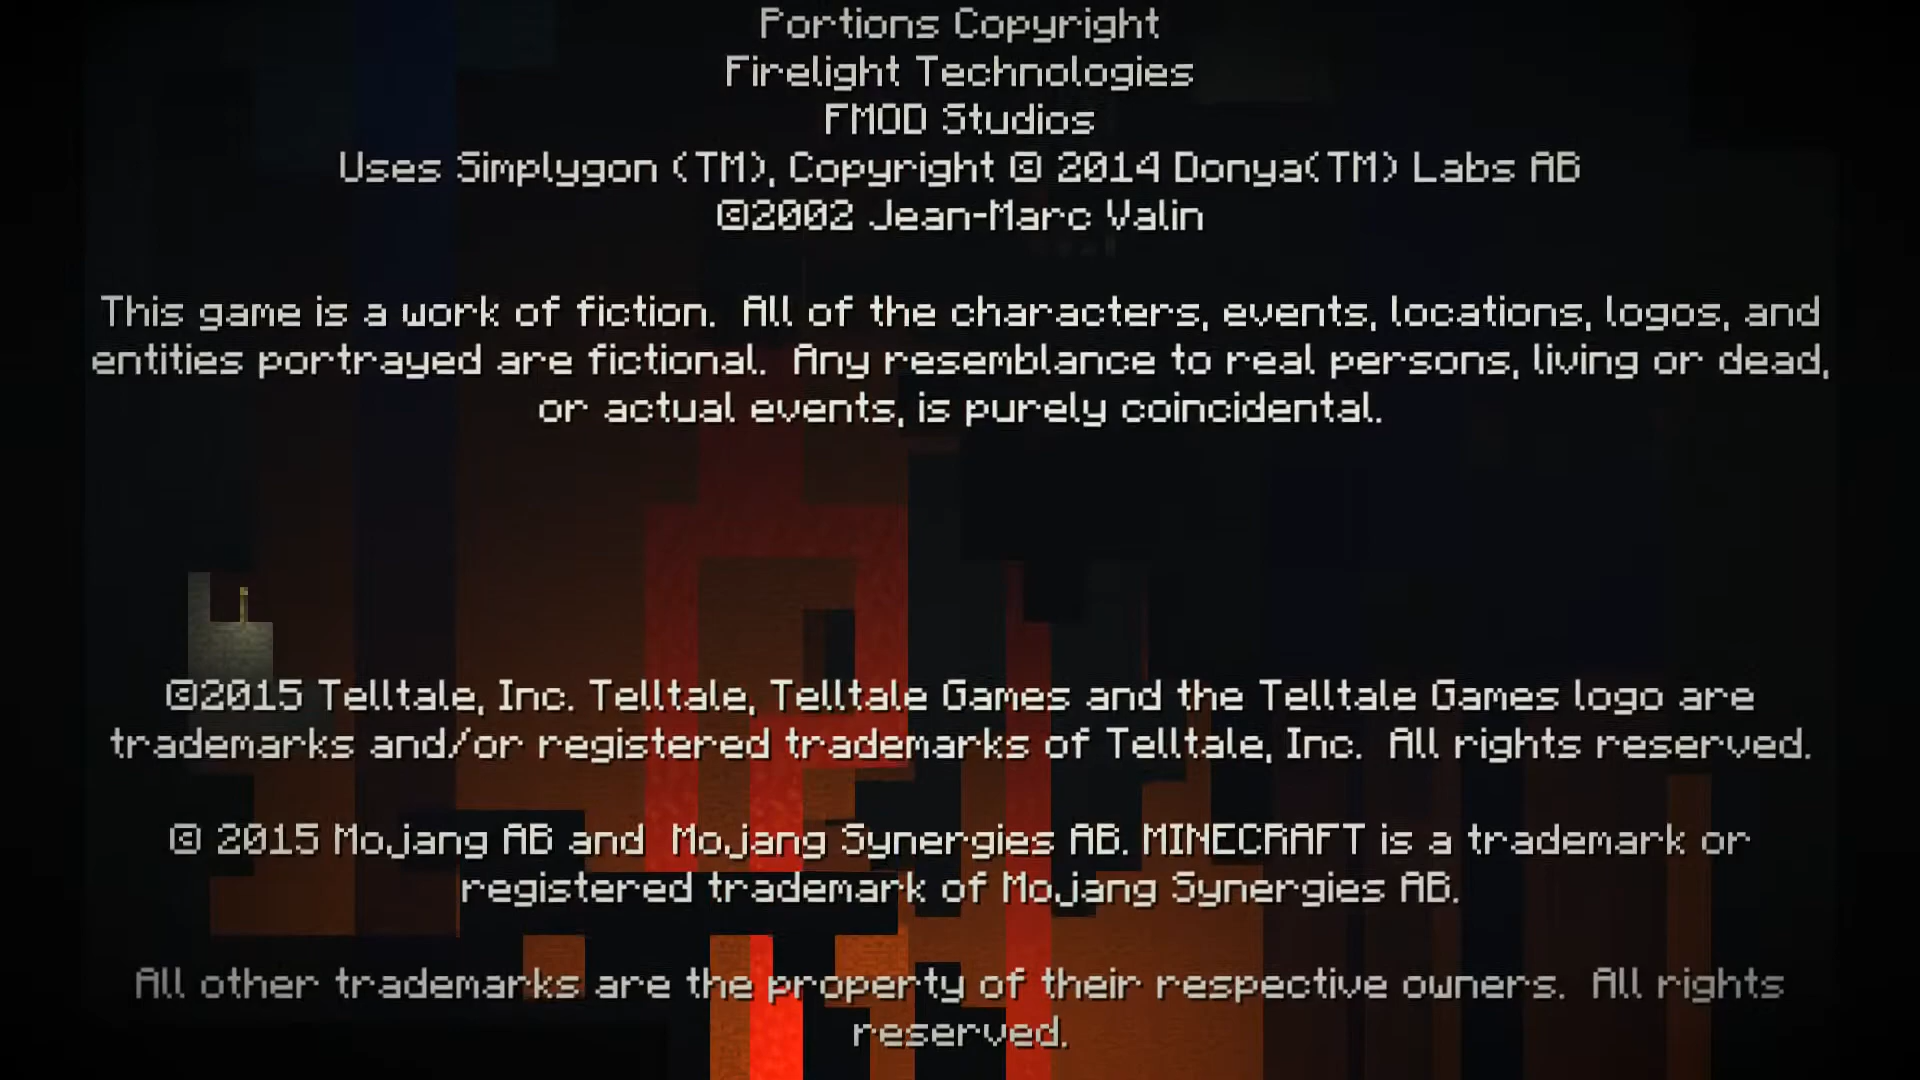 Portions Copyright
Firelight Technologies
FMOD Studios
Uses Simplygon (TM), Copyright © 2014 Donya(TM) Labs AB
©2002 Jean-Marc Valin
This game is a work of fiction.  All of the characters, events, locations, logos, and
entities portrayed are fictional.  Any resemblance to real persons, living or dead,
or actual events, is purely coincidental.
©2015 Telltale, Inc. Telltale, Telltale Games and the Telltale Games logo are
trademarks and/or registered trademarks of Telltale, Inc.  All rights reserved.
© 2015 Mojang AB and  Mojang Synergies AB. MINECRAFT is a trademark or
registered trademark of Mojang Synergies AB.
All other trademarks are the property of their respective owners.  All rights
reserved.